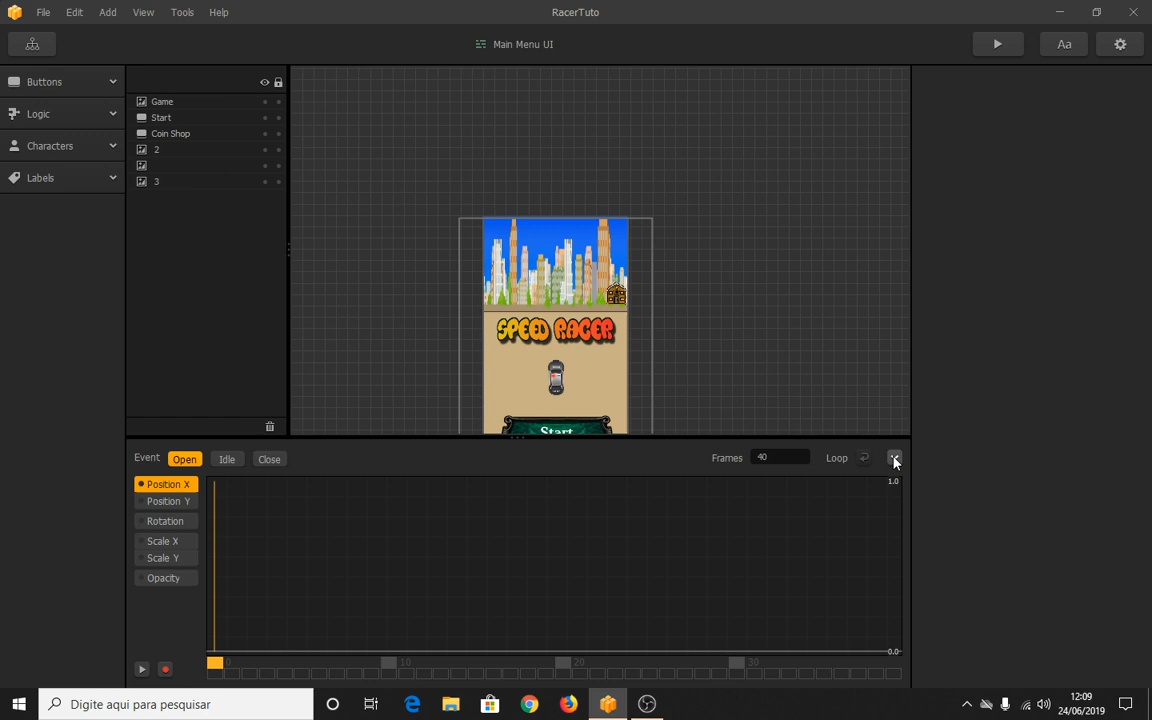 File Edit Add View Tools Help
RacerTuto
Main Menu UI
Aa
Buttons
Logic
Characters
Labels
Game
Start
Coin Shop
2
3
SPEED RACER
Start
Event Open Idle Close
Frames 40 Loop
Position X
Position Y
Rotation
Scale X
Scale Y
Opacity
1.0
0.0
0 10 20 30
Digite aqui para pesquisar
12:09
24/06/2019